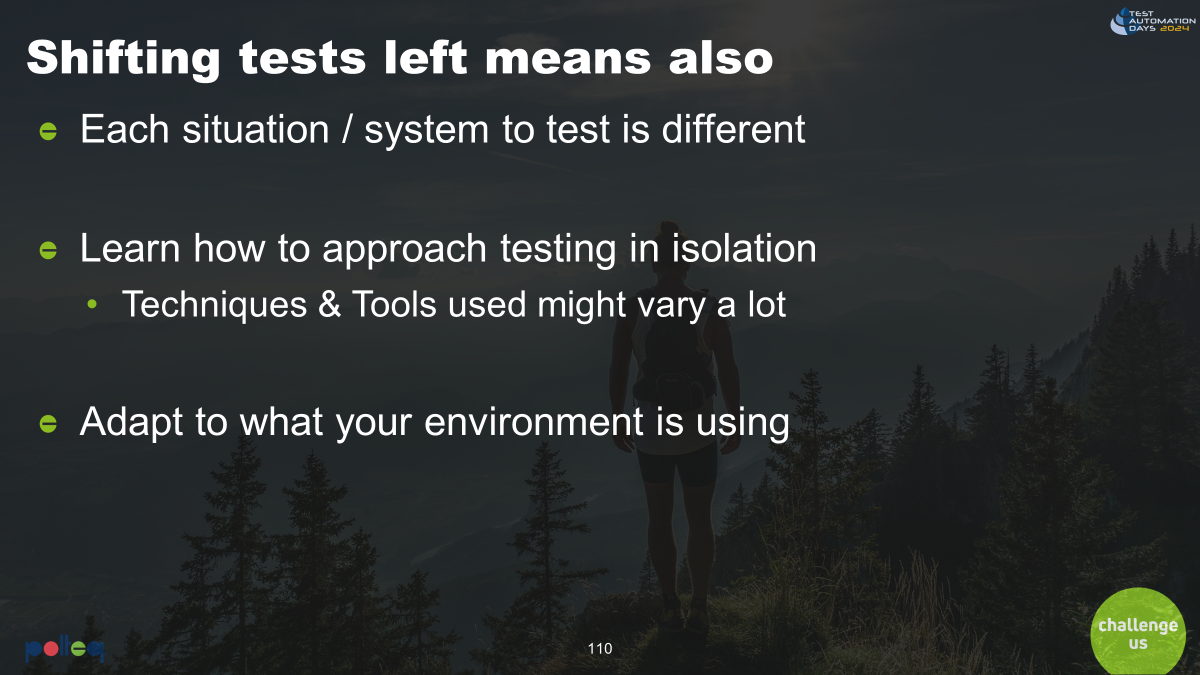 TEST
AUTOMATION
DAYS 2024
Shifting tests left means also
Each situation / system to test is different
Learn how to approach testing in isolation
• Techniques & Tools used might vary a lot
Adapt to what your environment is using
polteq
110
challenge
us